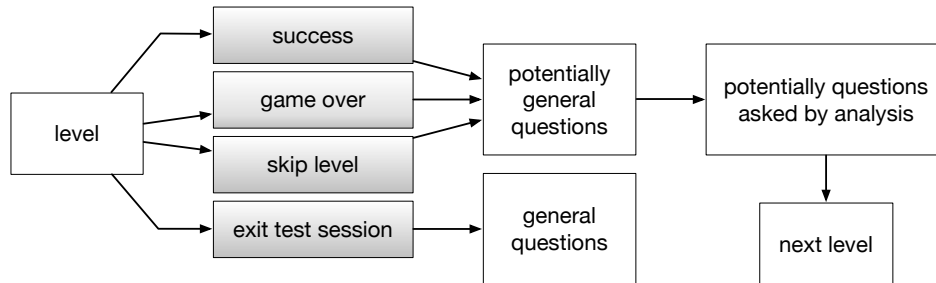 level
success
game over
skip level
exit test session
potentially
general
questions
general
questions
potentially questions
asked by analysis
next level